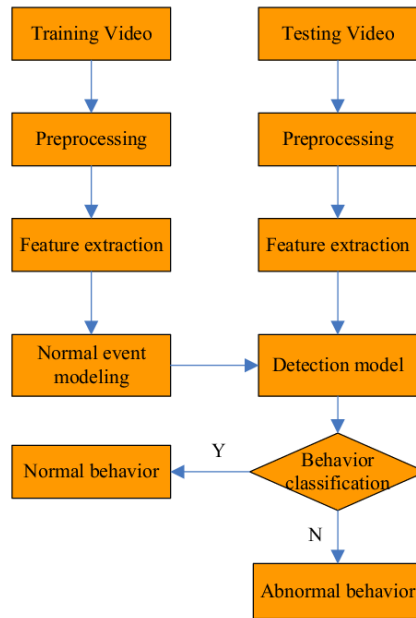 Training Video
Testing Video
Preprocessing
Preprocessing
Feature extraction
Feature extraction
Normal event
modeling
Detection model
Y
Behavior
classification
Normal behavior
N
Abnormal behavior